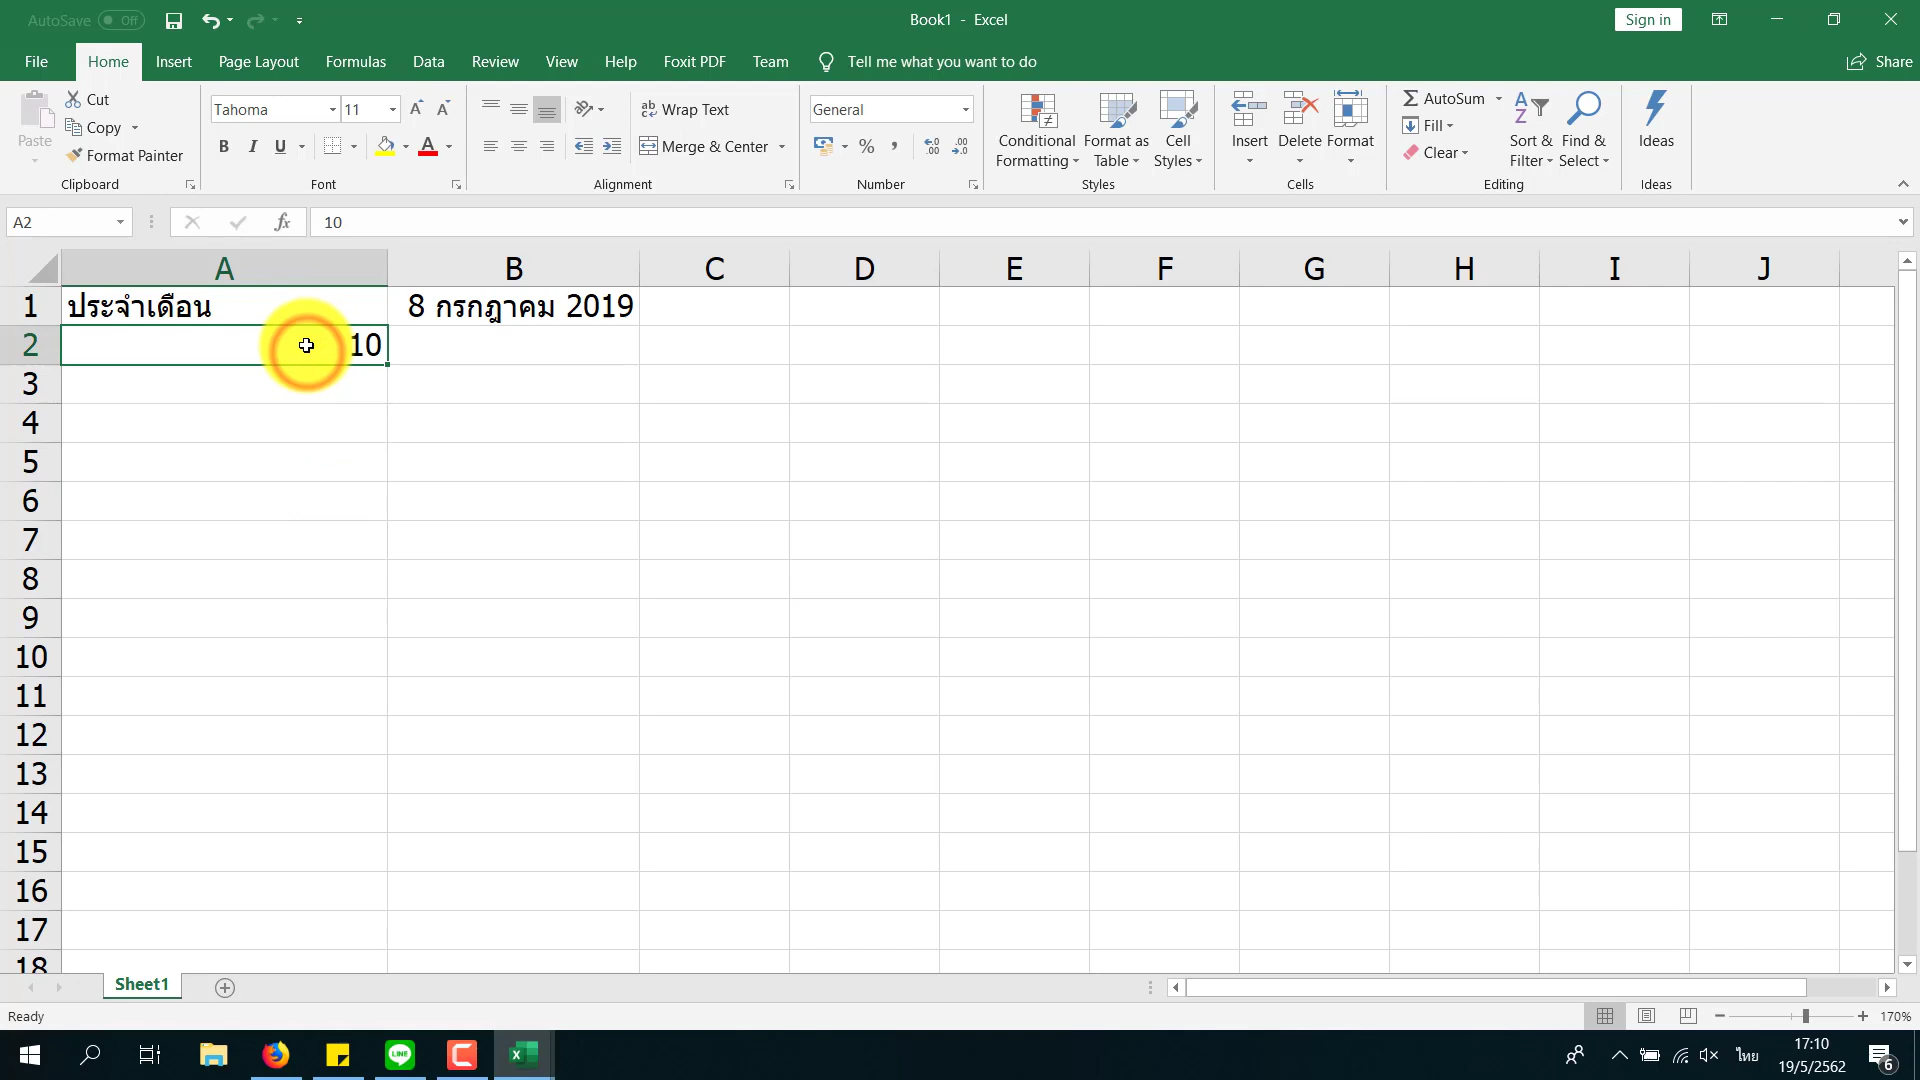 AutoSave Off
Book1 - Excel
Sign in
File Home Insert Page Layout Formulas Data Review View Help Foxit PDF Team Tell me what you want to do
Share
Paste
Cut
Copy
Format Painter
Clipboard
Tahoma 11
B I U
Font
Wrap Text
Merge & Center
Alignment
General
Number
Conditional Formatting
Format as Table
Cell Styles
Styles
Insert
Delete
Format
Cells
AutoSum
Fill
Clear
Sort & Filter
Find & Select
Editing
Ideas
Ideas
A2 fx 10
A B C D E F G H I J
1 ประจำเดือน 8 กรกฎาคม 2019
2 10
3
4
5
6
7
8
9
10
11
12
13
14
15
16
17
18
Sheet1
Ready
170%
ไทย
17:10
19/5/2562
6